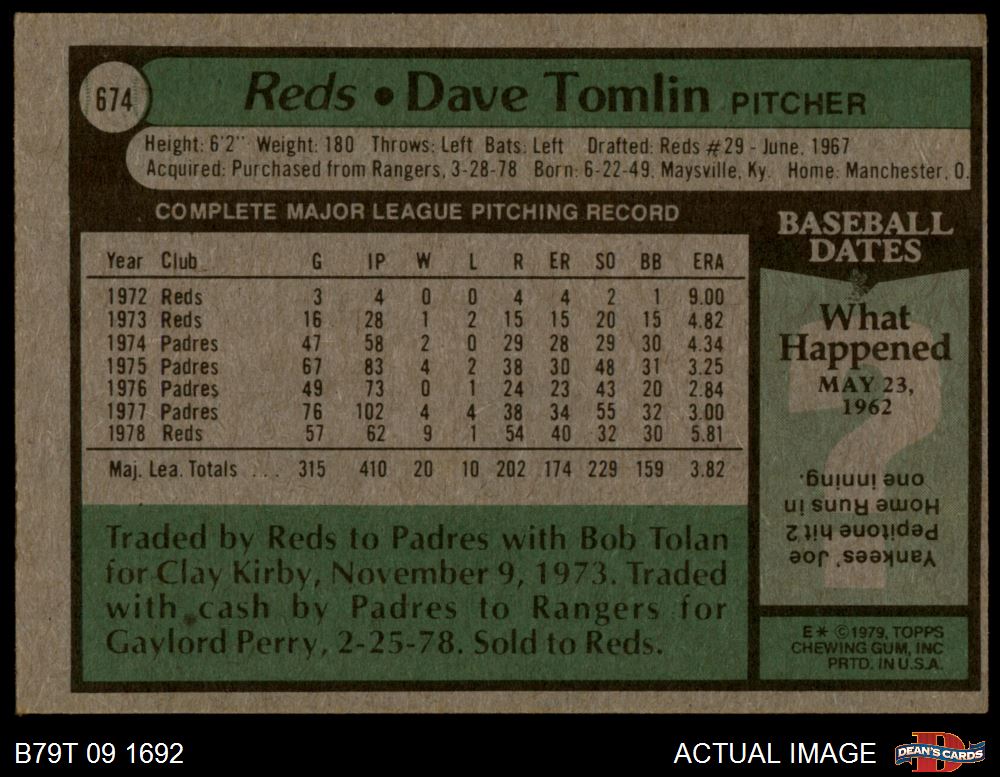 674
Reds • Dave Tomlin PITCHER
Height: 6'2" Weight: 180 Throws: Left Bats: Left Drafted: Reds #29 - June, 1967
Acquired: Purchased from Rangers, 3-28-78 Born: 6-22-49, Maysville, Ky. Home: Manchester, O.
COMPLETE MAJOR LEAGUE PITCHING RECORD
Year Club G IP W L R ER SO BB ERA
1972 Reds 3 4 0 0 4 4 2 1 9.00
1973 Reds 16 28 1 2 15 15 20 15 4.82
1974 Padres 47 58 2 0 29 28 29 30 4.34
1975 Padres 67 83 4 2 38 30 48 31 3.25
1976 Padres 49 73 0 1 24 23 43 20 2.84
1977 Padres 76 102 4 4 38 34 55 32 3.00
1978 Reds 57 62 9 1 54 40 32 30 5.81
Maj. Lea. Totals .... 315 410 20 10 202 174 229 159 3.82
Traded by Reds to Padres with Bob Tolan
for Clay Kirby, November 9, 1973. Traded
with cash by Padres to Rangers for
Gaylord Perry, 2-25-78. Sold to Reds.
BASEBALL
DATES
What
Happened
MAY 23,
1962
?
Yankees' Joe
Pepitone hit 2
Home Runs in
one inning.
E* ©1979, TOPPS
CHEWING GUM, INC
PRTD. IN U.S.A.
B79T 09 1692
ACTUAL IMAGE
D
DEAN'S CARDS